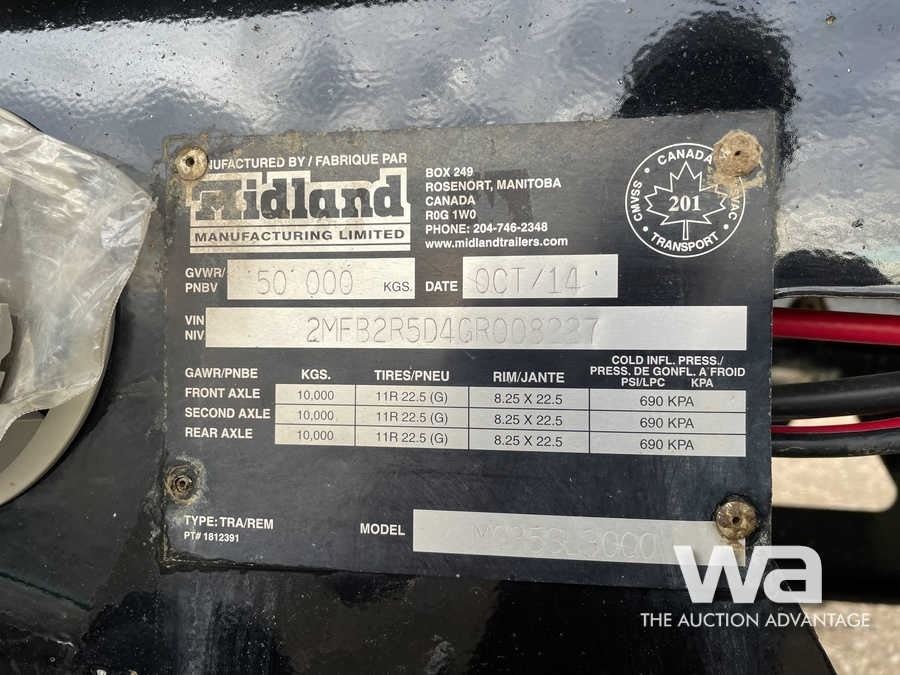 NUFACTURED BY / FABRIQUE PAR
Midland
MANUFACTURING LIMITED
BOX 249
ROSENORT, MANITOBA
CANADA
R0G 1W0
PHONE: 204-746-2348
www.midlandtrailers.com
CANADA
CMVSS
201
TRANSPORT
GVWR/
PNBV
50 000 KGS.
DATE OCT/14
VIN
NIV
2MFB2R5D4GR008237
GAWR/PNBE KGS. TIRES/PNEU RIM/JANTE
COLD INFL. PRESS./
PRESS. DE GONFL. A FROID
PSI/LPC KPA
FRONT AXLE 10,000 11R 22.5 (G) 8.25 X 22.5 690 KPA
SECOND AXLE 10,000 11R 22.5 (G) 8.25 X 22.5 690 KPA
REAR AXLE 10,000 11R 22.5 (G) 8.25 X 22.5 690 KPA
TYPE: TRA/REM
PT# 1812391
MODEL
wa
THE AUCTION ADVANTAGE